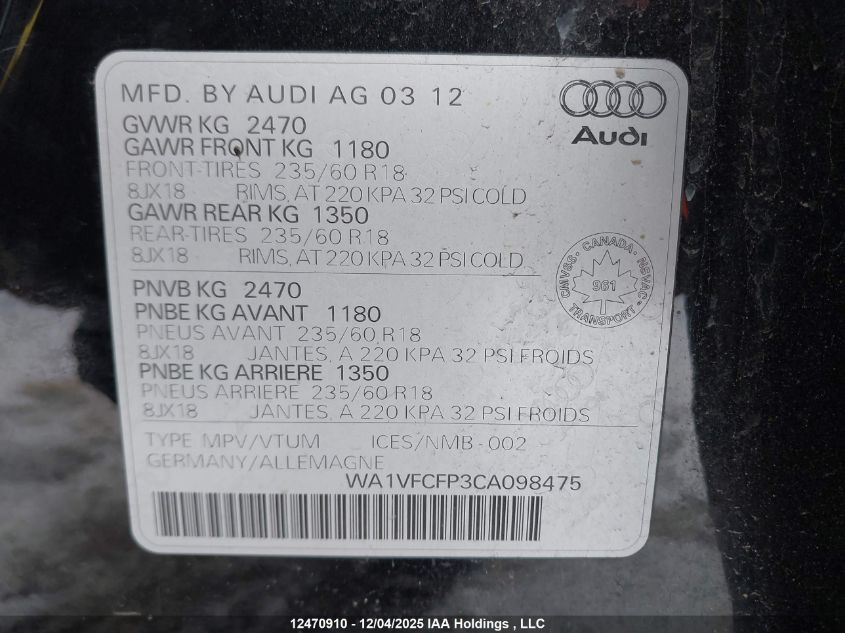 MFD. BY AUDI AG 03 12
Audi
GVWR KG 2470
GAWR FRONT KG 1180
FRONT-TIRES 235/60 R18
8JX18 RIMS, AT 220 KPA 32 PSI COLD
GAWR REAR KG 1350
REAR-TIRES 235/60 R18
8JX18 RIMS, AT 220 KPA 32 PSI COLD
CMVSS - CANADA - NSVAC
961
TRANSPORT
PNVB KG 2470
PNBE KG AVANT 1180
PNEUS AVANT 235/60 R18
8JX18 JANTES, A 220 KPA 32 PSI FROIDS
PNBE KG ARRIERE 1350
PNEUS ARRIERE 235/60 R18
8JX18 JANTES, A 220 KPA 32 PSI FROIDS
TYPE MPV/VTUM ICES/NMB-002
GERMANY/ALLEMAGNE
WA1VFCFP3CA098475
12470910 - 12/04/2025 IAA Holdings , LLC